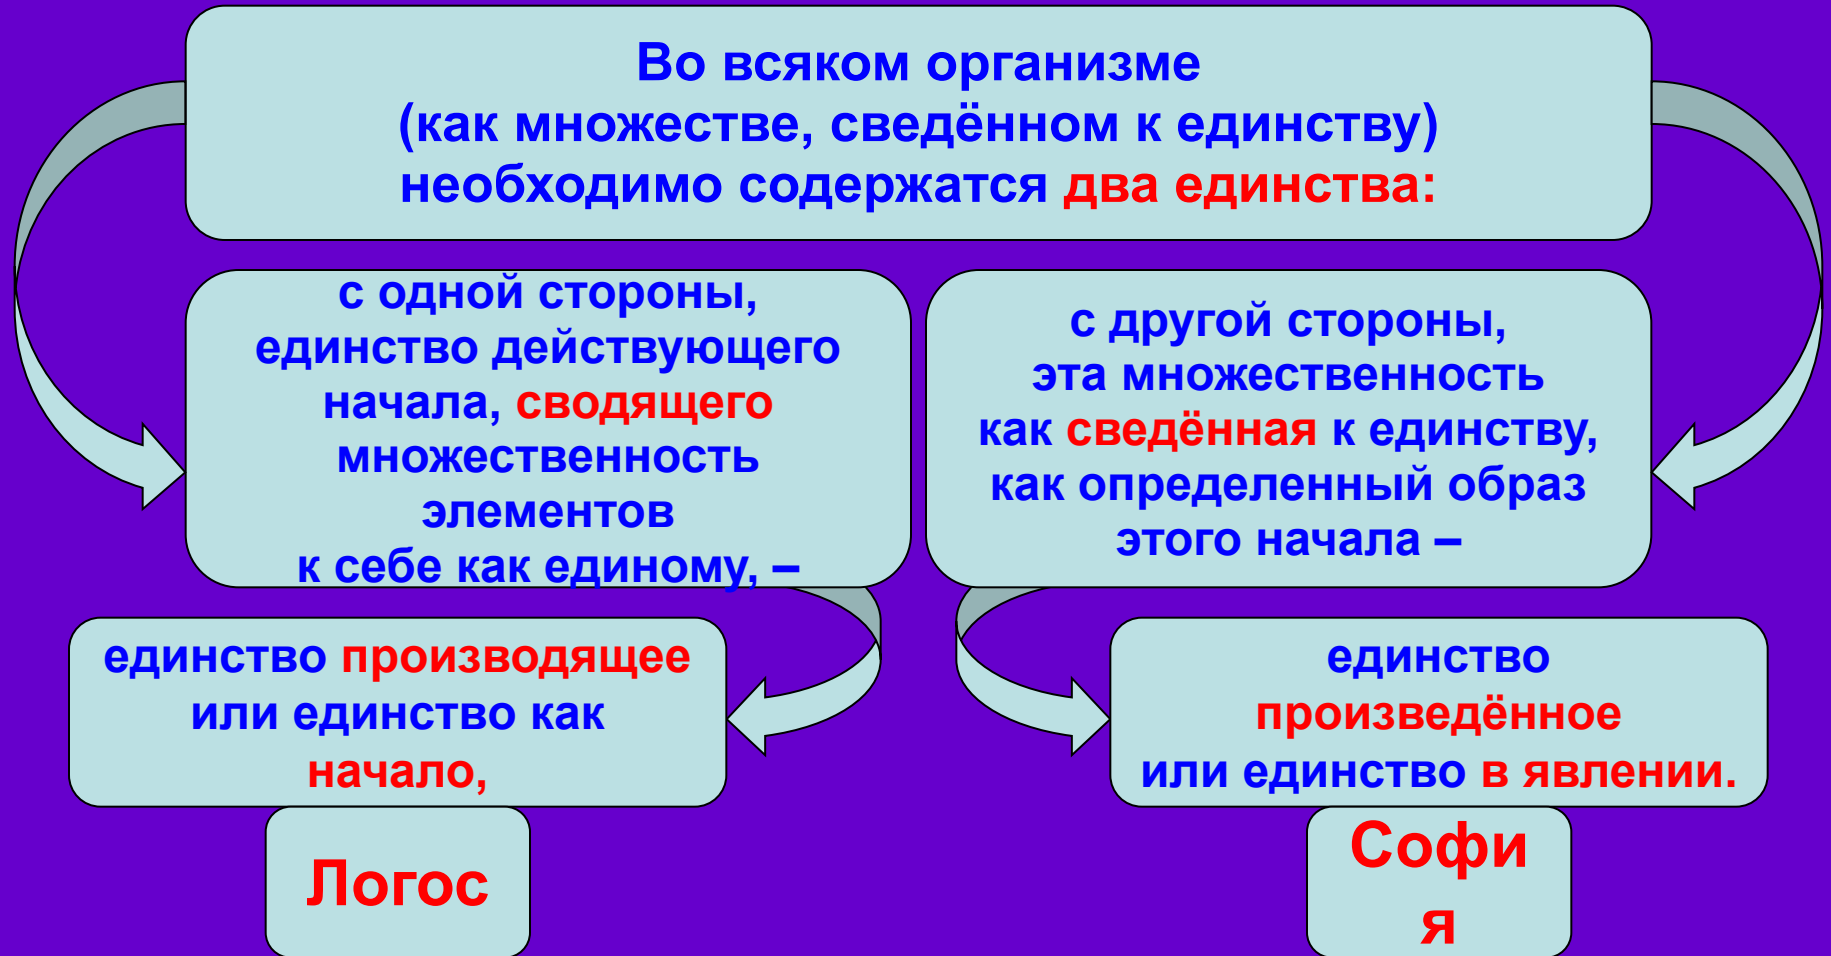 Во всяком организме
(как множестве, сведённом к единству)
необходимо содержатся два единства:
с одной стороны,
единство действующего
начала, сводящего
множественность
элементов
к себе как единому, –
с другой стороны,
эта множественность
как сведённая к единству,
как определенный образ
этого начала –
единство производящее
или единство как
начало,
единство
произведённое
или единство в явлении.
Логос
Софи
я